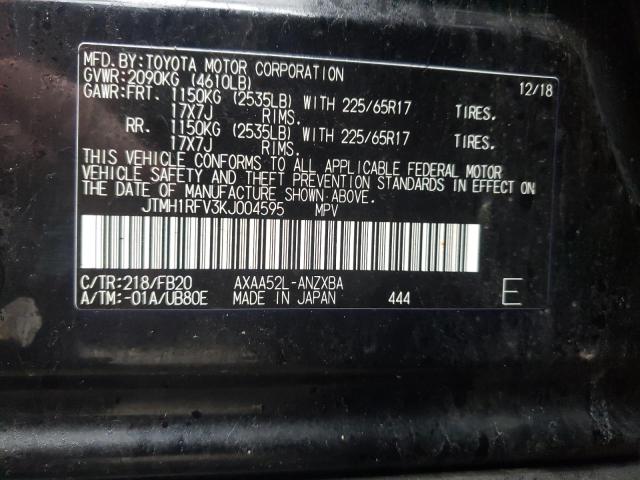 MFD. BY: TOYOTA MOTOR CORPORATION 12/18
GVWR: 2090KG (4610LB)
GAWR: FRT. 1150KG (2535LB) WITH 225/65R17 TIRES.
17X7J RIMS.
RR. 1150KG (2535LB) WITH 225/65R17 TIRES.
17X7J RIMS.
THIS VEHICLE CONFORMS TO ALL APPLICABLE FEDERAL MOTOR
VEHICLE SAFETY AND THEFT PREVENTION STANDARDS IN EFFECT ON
THE DATE OF MANUFACTURE SHOWN ABOVE.
JTMH1RFV3KJ004595 MPV
C/TR: 218/FB20 AXAA52L-ANZXBA
A/TM: -01A/UB80E MADE IN JAPAN 444 E